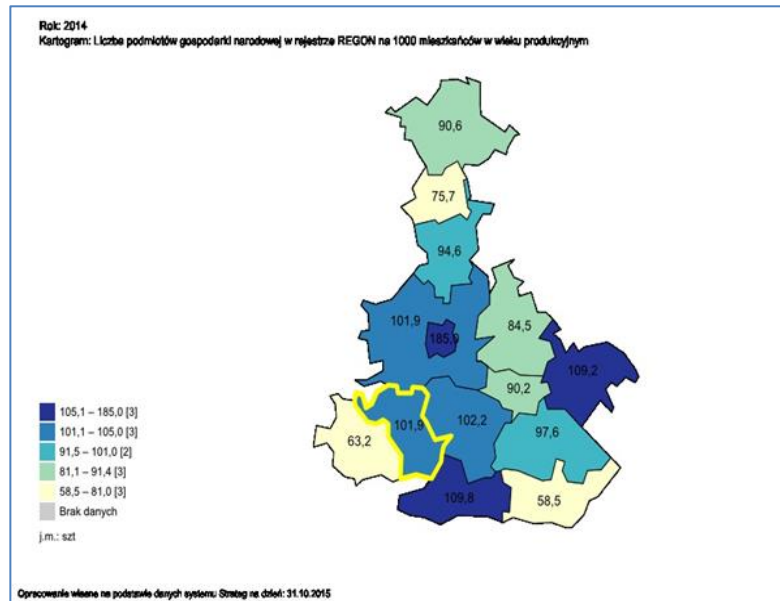 Rok: 2014
Kartogram: Liczba podmiotów gospodarki narodowej w rejestrze REGON na 1000 mieszkańców w wieku produkcyjnym
90,6
75,7
94,6
101,9
185,0
84,5
109,2
90,2
63,2
101,9
102,2
97,6
109,8
58,5
105,1 – 185,0 [3]
101,1 – 105,0 [3]
91,5 – 101,0 [2]
81,1 – 91,4 [3]
58,5 – 81,0 [3]
Brak danych
j.m.: szt
Opracowanie własne na podstawie danych systemu Strateg na dzień: 31.10.2015